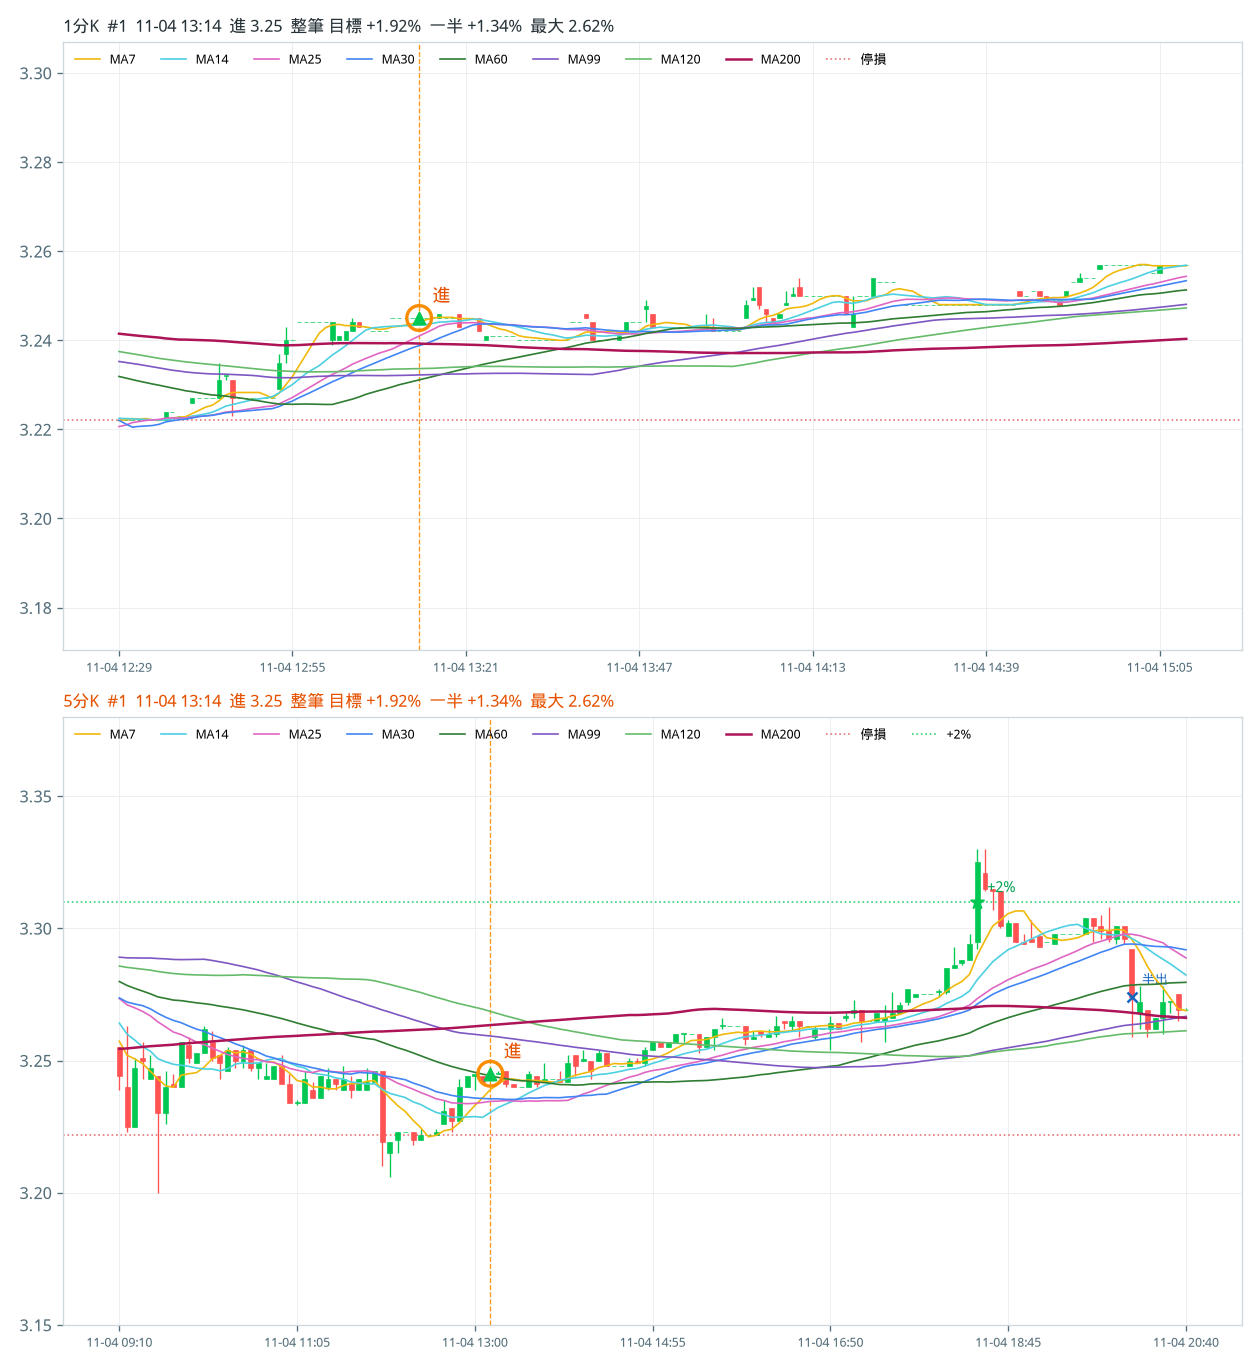 1分K #1 11-04 13:14 進 3.25 整筆 目標 +1.92% 一半 +1.34% 最大 2.62%
MA7 MA14 MA25 MA30 MA60 MA99 MA120 MA200 停損
3.30
3.28
3.26
進
3.24
3.22
3.20
3.18
11-04 12:29 11-04 12:55 11-04 13:21 11-04 13:47 11-04 14:13 11-04 14:39 11-04 15:05
5分K #1 11-04 13:14 進 3.25 整筆 目標 +1.92% 一半 +1.34% 最大 2.62%
MA7 MA14 MA25 MA30 MA60 MA99 MA120 MA200 停損 +2%
3.35
+2%
3.30
半出
進
3.25
3.20
3.15
11-04 09:10 11-04 11:05 11-04 13:00 11-04 14:55 11-04 16:50 11-04 18:45 11-04 20:40